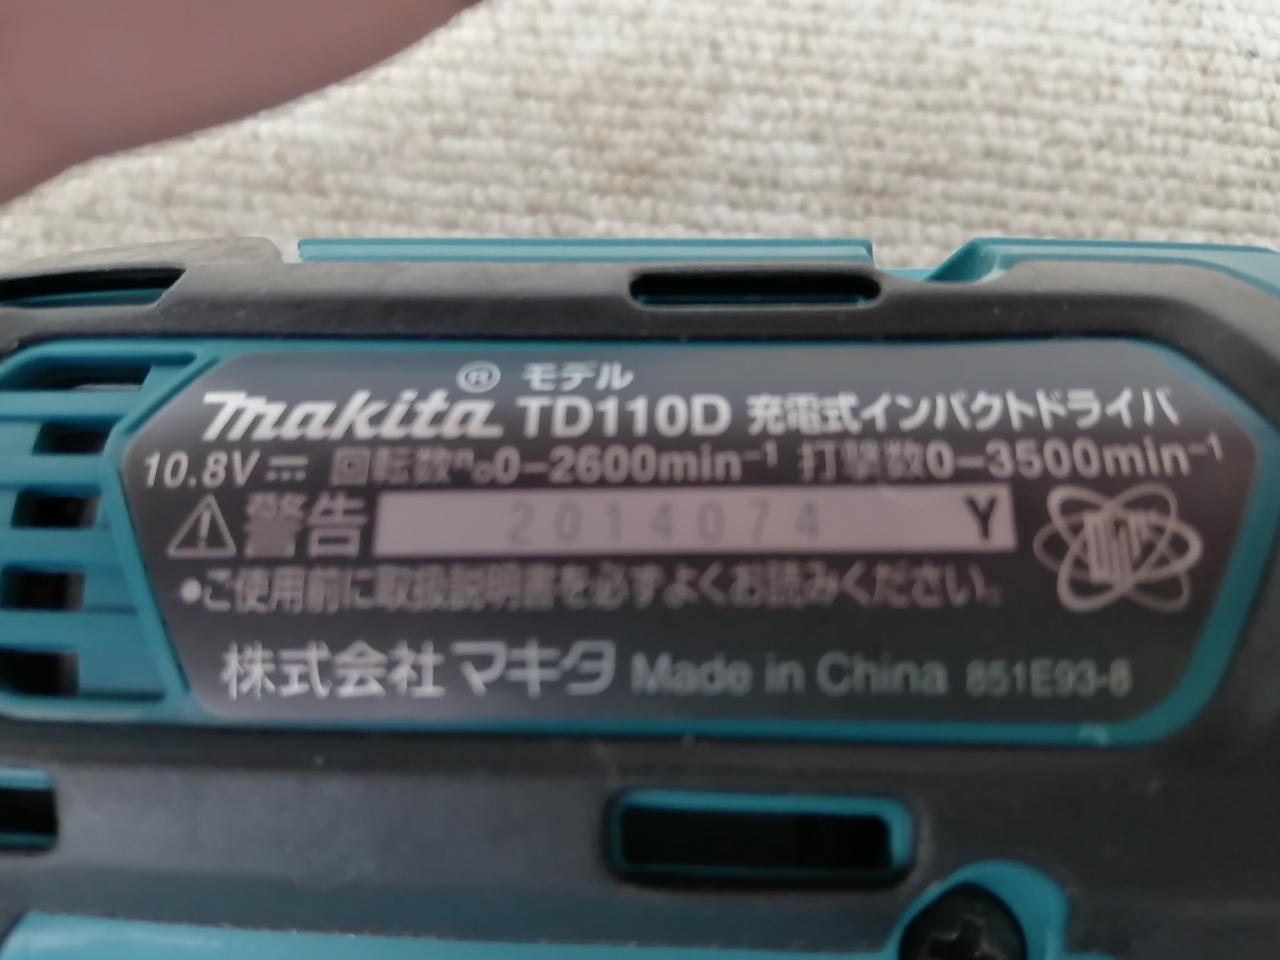 makita® モデル TD110D 充電式インパクトドライバ
10.8V⎓ 回転数n₀0-2600min⁻¹ 打撃数0-3500min⁻¹
⚠警告 2014074 Y
●ご使用前に取扱説明書を必ずよくお読みください。
株式会社マキタ Made in China 851E93-8